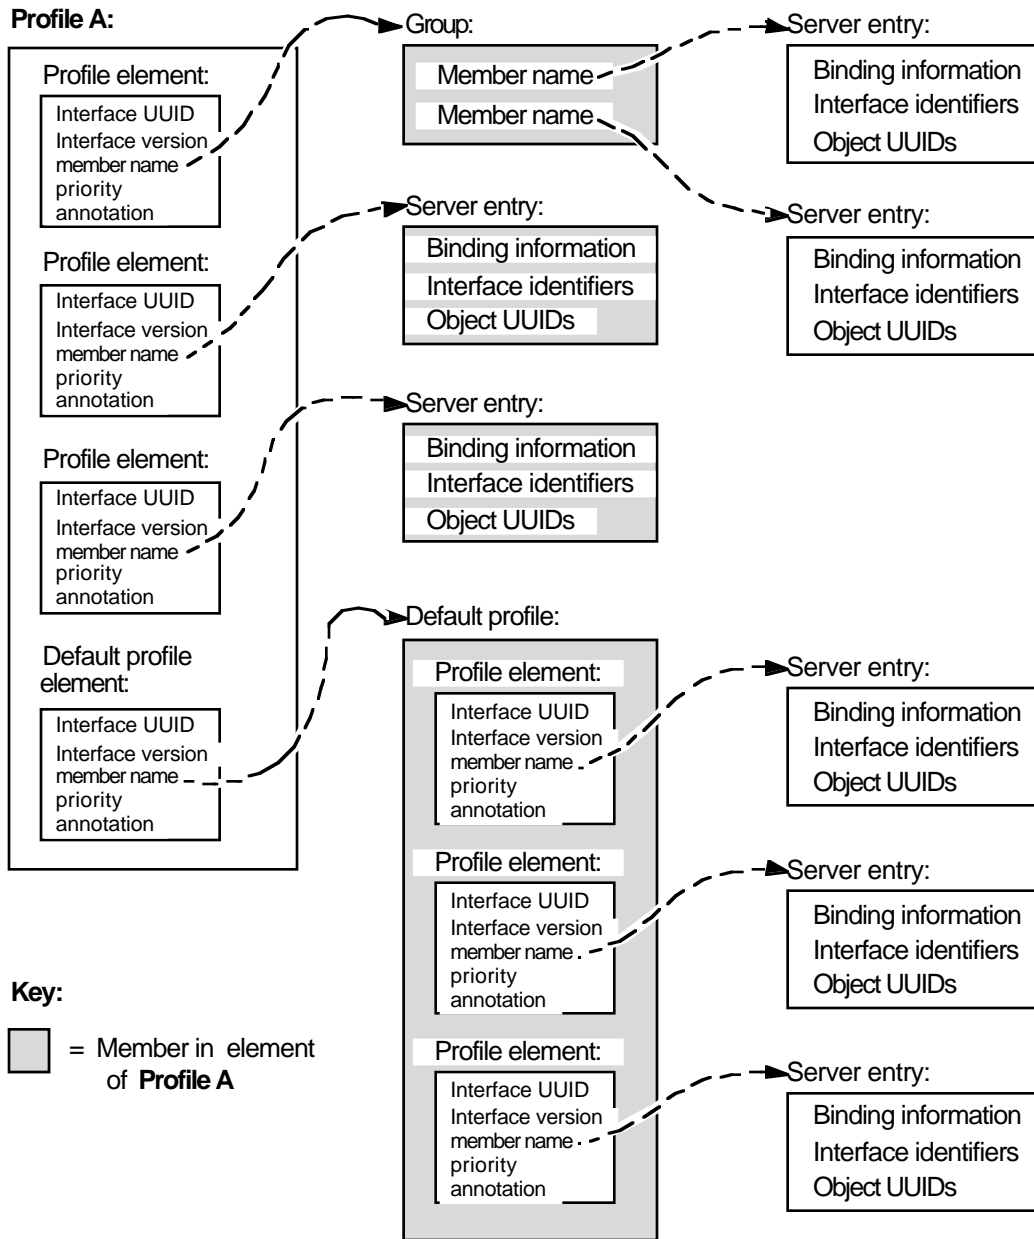 Profile A:
Profile element:
Interface UUID
Interface version
member name
priority
annotation
Profile element:
Interface UUID
Interface version
member name
priority
annotation
Profile element:
Interface UUID
Interface version
member name
priority
annotation
Default profile
element:
Interface UUID
Interface version
member name
priority
annotation
Key:
= Member in element
of Profile A
Group:
Member name
Member name
Server entry:
Binding information
Interface identifiers
Object UUIDs
Server entry:
Binding information
Interface identifiers
Object UUIDs
Default profile:
Profile element:
Interface UUID
Interface version
member name
priority
annotation
Profile element:
Interface UUID
Interface version
member name
priority
annotation
Profile element:
Interface UUID
Interface version
member name
priority
annotation
Server entry:
Binding information
Interface identifiers
Object UUIDs
Server entry:
Binding information
Interface identifiers
Object UUIDs
Server entry:
Binding information
Interface identifiers
Object UUIDs
Server entry:
Binding information
Interface identifiers
Object UUIDs
Server entry:
Binding information
Interface identifiers
Object UUIDs